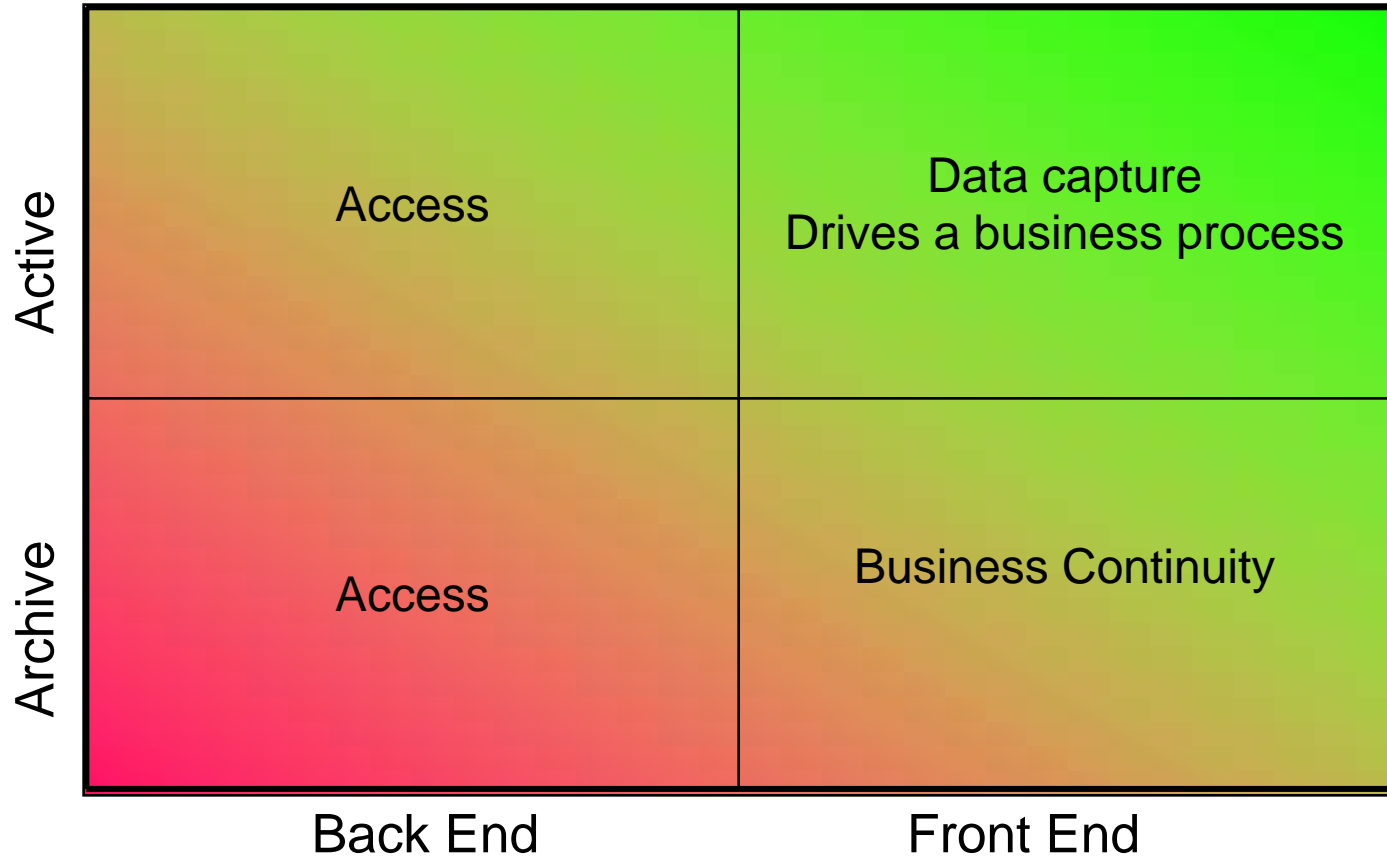 Active
Access
Data capture
Drives a business process
Archive
Access
Business Continuity
Back End
Front End